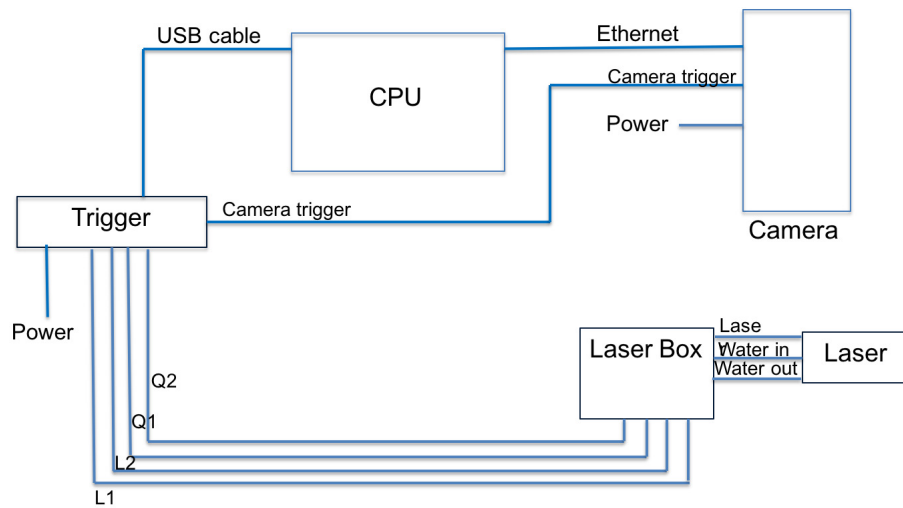 USB cable
Ethernet
CPU
Camera trigger
Power
Trigger
Camera trigger
Camera
Power
Lase
r
Water in
Water out
Laser Box
Laser
Q2
Q1
L2
L1